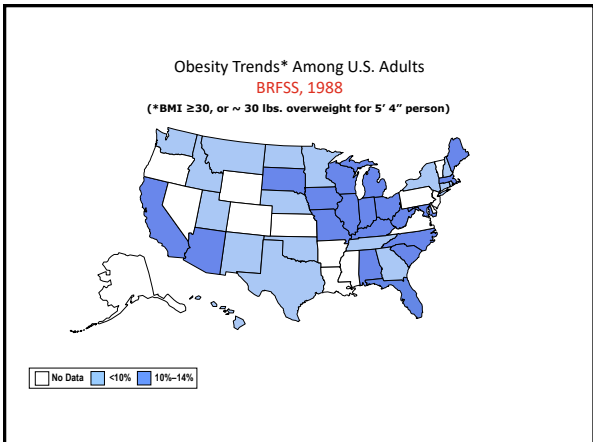 Obesity Trends* Among U.S. Adults
BRFSS, 1988
(*BMI ≥30, or ~ 30 lbs. overweight for 5’ 4” person)
No Data <10% 10%–14%